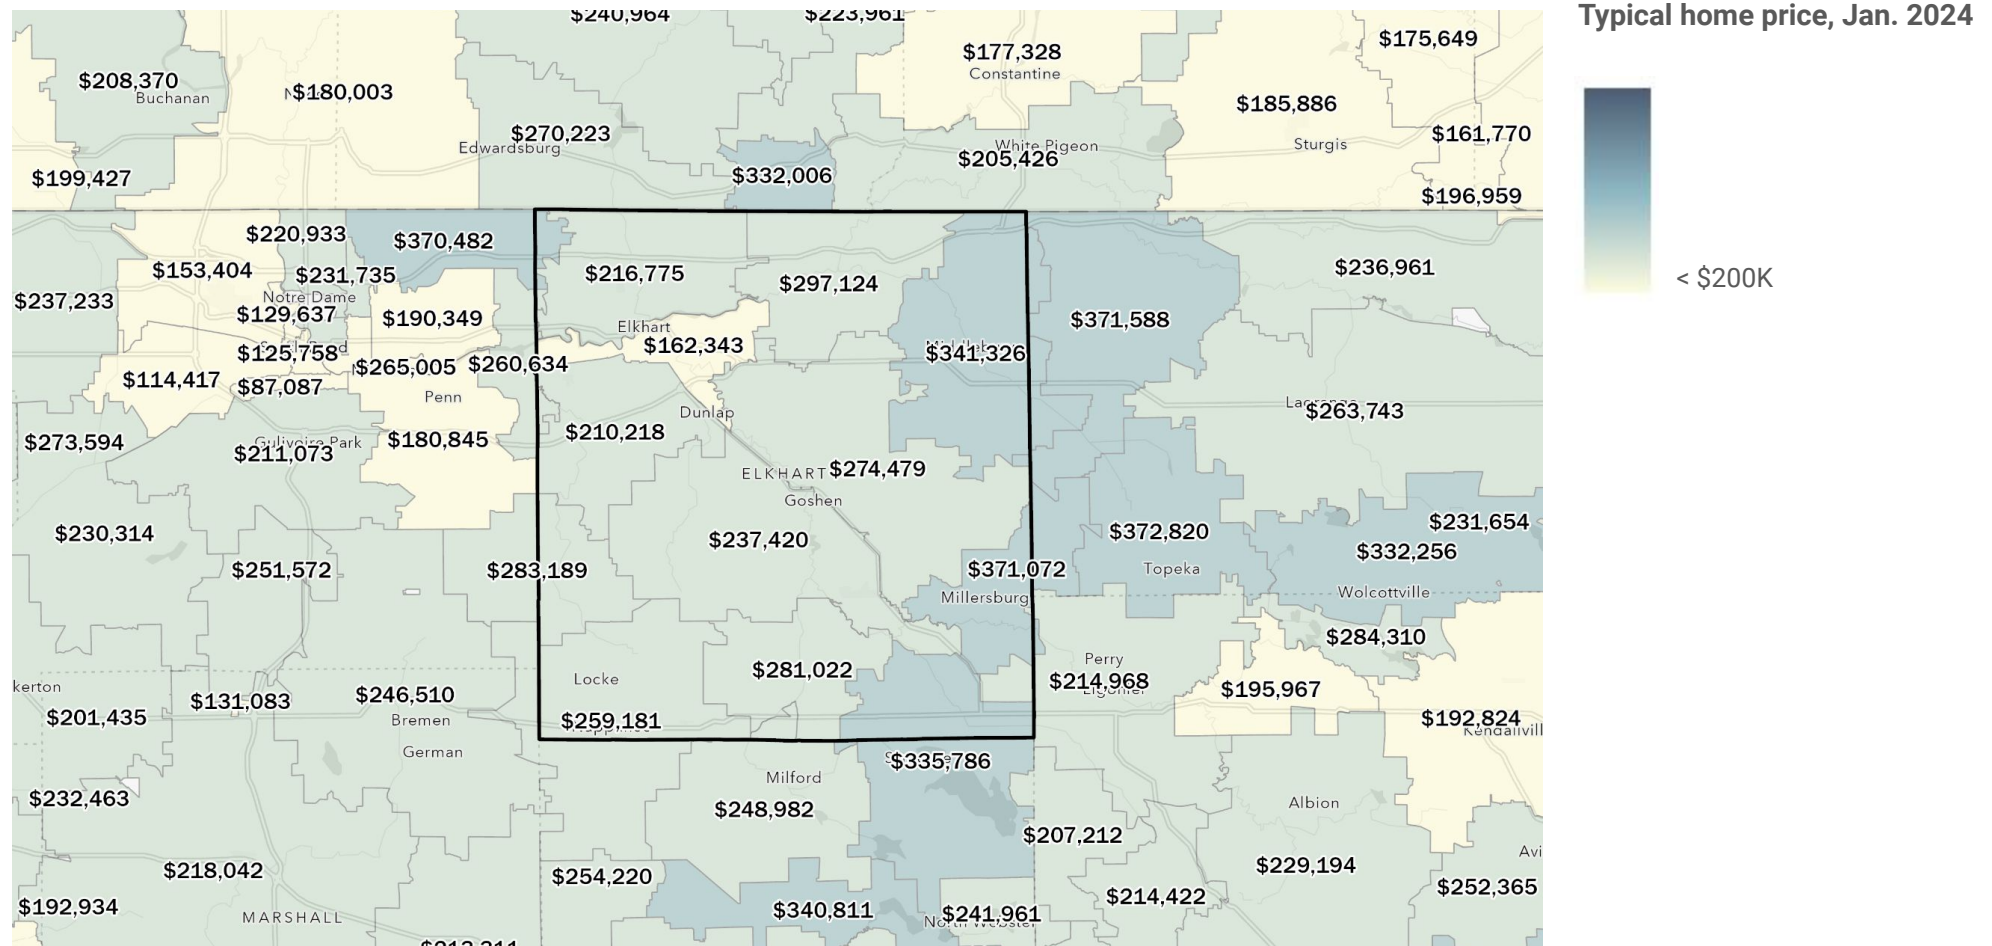 Typical home price, Jan. 2024
< $200K
$240,964
$223,961
$175,649
$177,328
Constantine
$208,370
Buchanan
$180,003
$185,886
$270,223
Edwardsburg
White Pigeon
$205,426
Sturgis
$161,770
$199,427
$332,006
$196,959
$220,933
$370,482
$153,404
$231,735
$216,775
$297,124
$236,961
$237,233
Notre Dame
$129,637
$190,349
Elkhart
$162,343
$371,588
$125,758
$265,005
$260,634
$341,326
$114,417
$87,087
Penn
Dunlap
$263,743
$273,594
Gulivoire Park
$211,073
$180,845
$210,218
ELKHART
$274,479
Goshen
$230,314
$237,420
$372,820
$231,654
$332,256
$251,572
$283,189
$371,072
Topeka
Millersburg
Wolcottville
$284,310
Locke
$281,022
Perry
$214,968
$195,967
kerton
$201,435
$131,083
$246,510
Bremen
$259,181
$192,824
Kendallvill
German
$335,786
Milford
$232,463
$248,982
Albion
$207,212
$218,042
$254,220
$229,194
Avi
$252,365
$192,934
MARSHALL
$340,811
$241,961
North Webster
$214,422